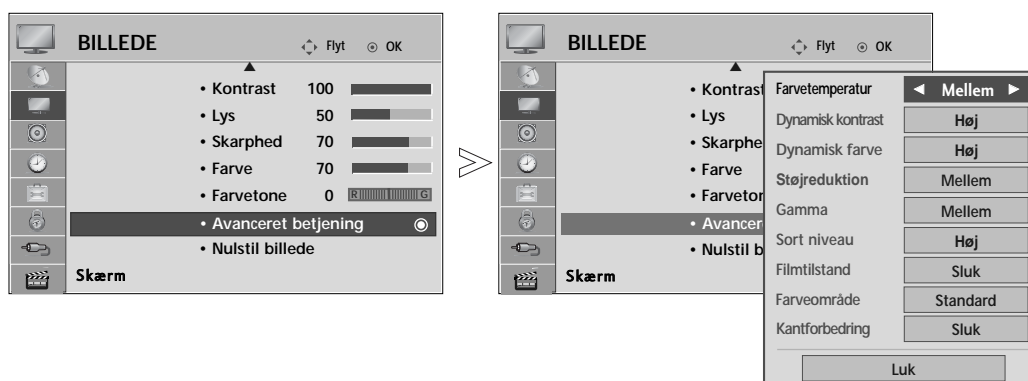 BILLEDE Flyt OK
• Kontrast 100
• Lys 50
• Skarphed 70
• Farve 70
• Farvetone 0 R G
• Avanceret betjening
• Nulstil billede
Skærm
BILLEDE Flyt OK
• Kontrast
• Lys
• Skarphe
• Farve
• Farveton
• Avancer
• Nulstil b
Skærm
Farvetemperatur ◄ Mellem ►
Dynamisk kontrast Høj
Dynamisk farve Høj
Støjreduktion Mellem
Gamma Mellem
Sort niveau Høj
Filmtilstand Sluk
Farveområde Standard
Kantforbedring Sluk
Luk